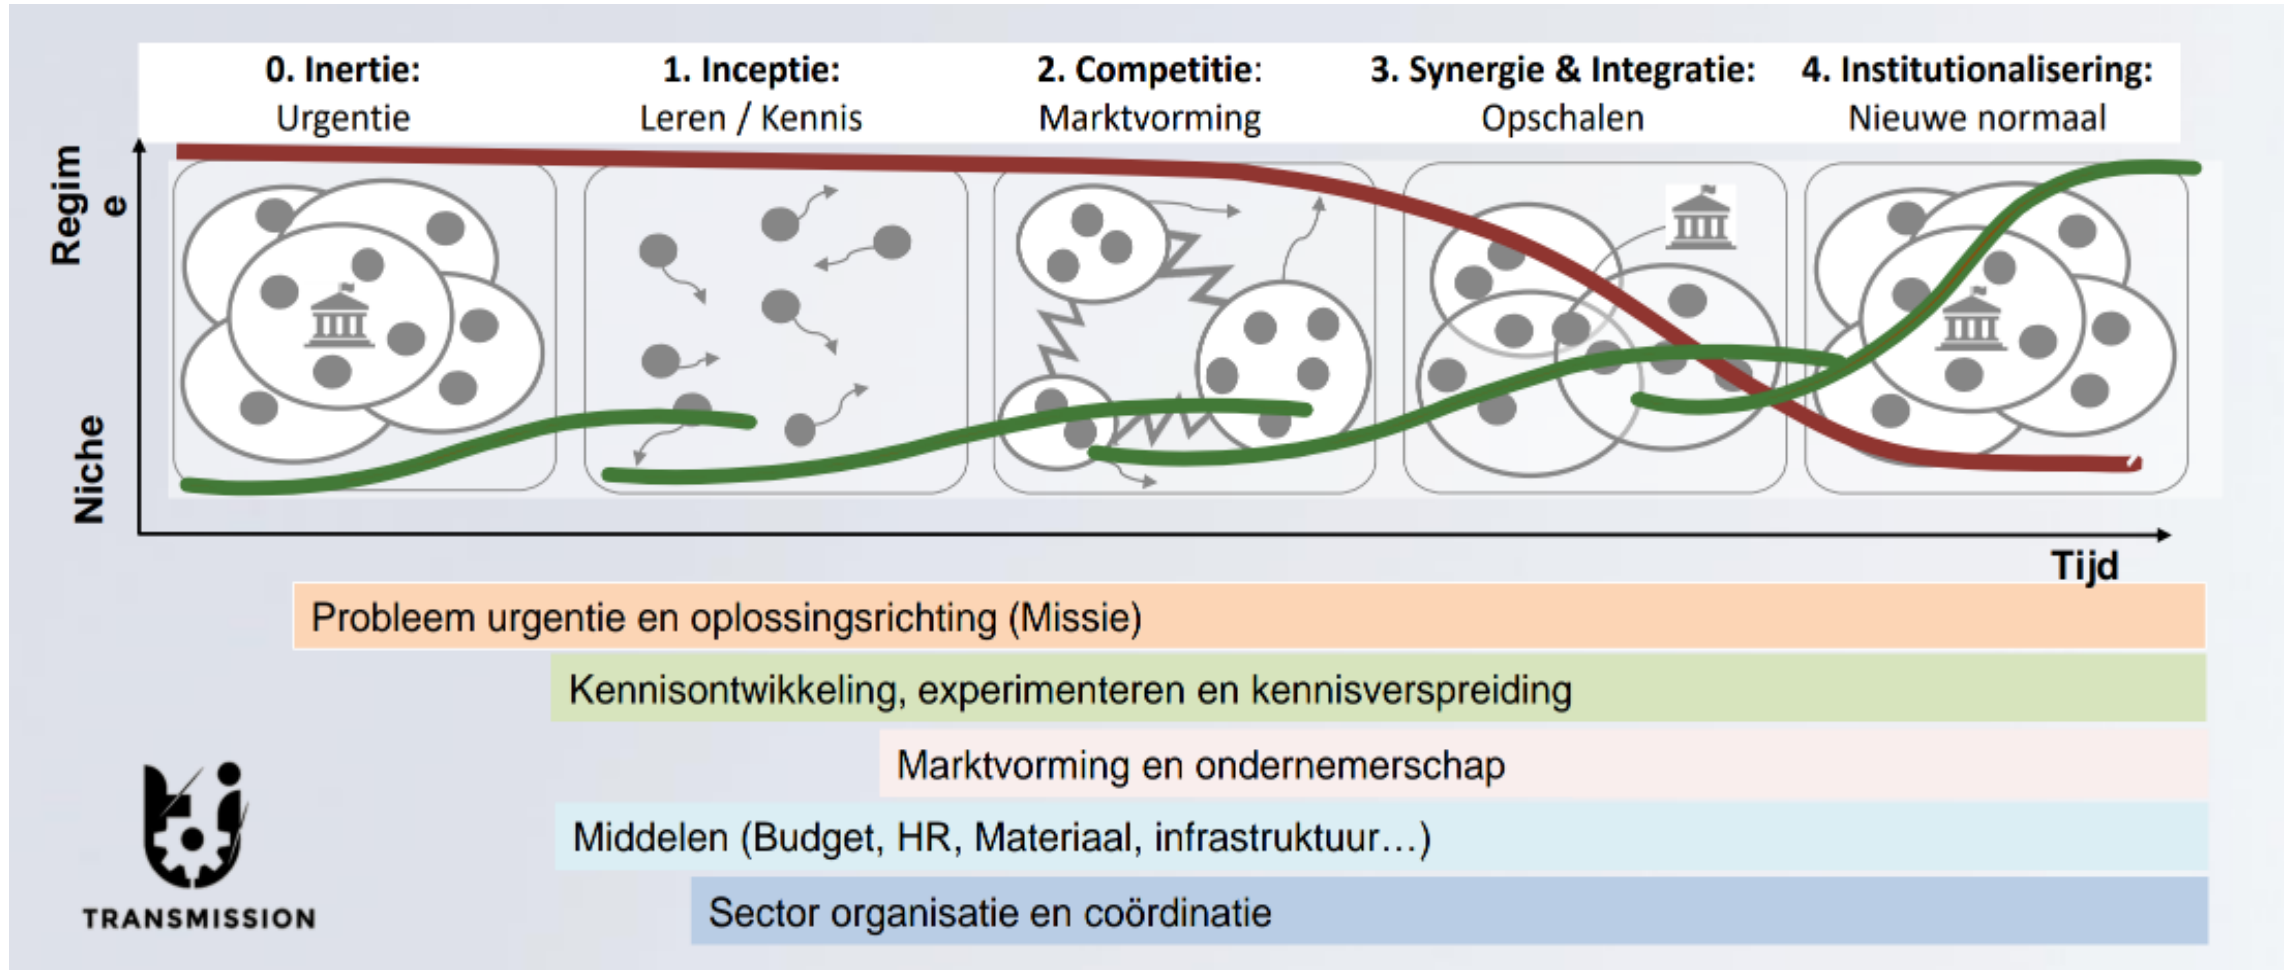 0. Inertie:
Urgentie
1. Inceptie:
Leren / Kennis
2. Competitie:
Marktvorming
3. Synergie & Integratie:
Opschalen
4. Institutionalisering:
Nieuwe normaal
Regim
e
Niche
Tijd
Probleem urgentie en oplossingsrichting (Missie)
Kennisontwikkeling, experimenteren en kennisverspreiding
Marktvorming en ondernemerschap
Middelen (Budget, HR, Materiaal, infrastruktuur…)
Sector organisatie en coördinatie
TRANSMISSION